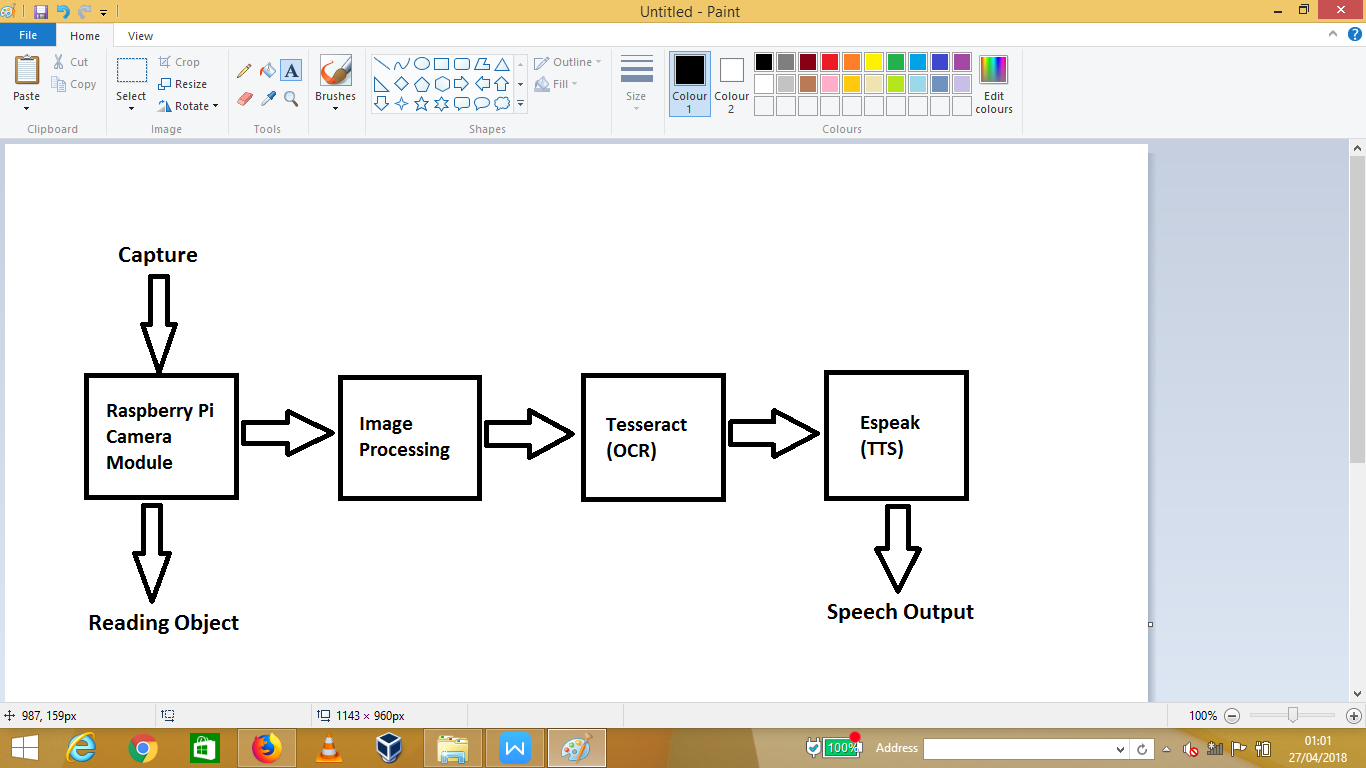 Untitled - Paint
File
Home
View
Paste
Cut
Copy
Clipboard
Select
Crop
Resize
Rotate
Image
A
Tools
Brushes
Shapes
Outline
Fill
Size
Colour
1
Colour
2
Edit
colours
Colours
Capture
Raspberry Pi
Camera
Module
Image
Processing
Tesseract
(OCR)
Espeak
(TTS)
Reading Object
Speech Output
987, 159px
1143 × 960px
100%
100%
Address
01:01
27/04/2018